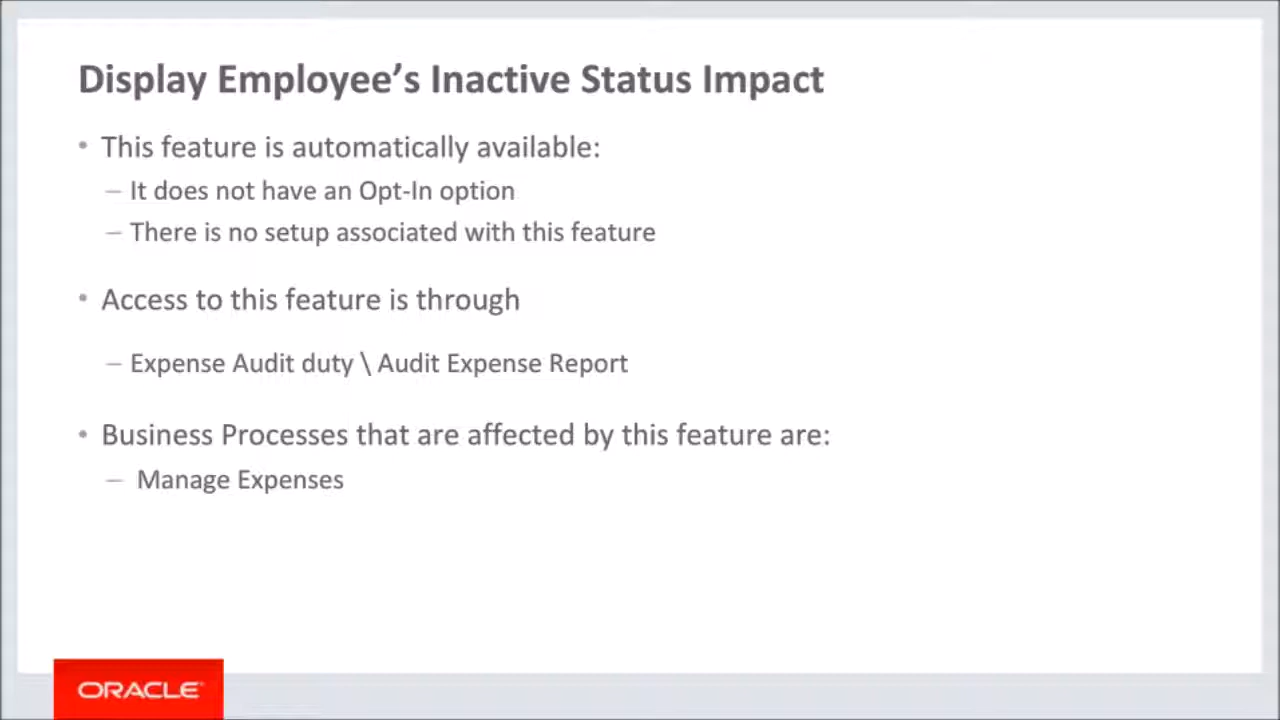 Display Employee’s Inactive Status Impact
• This feature is automatically available:
– It does not have an Opt-In option
– There is no setup associated with this feature
• Access to this feature is through
– Expense Audit duty \ Audit Expense Report
• Business Processes that are affected by this feature are:
– Manage Expenses
ORACLE